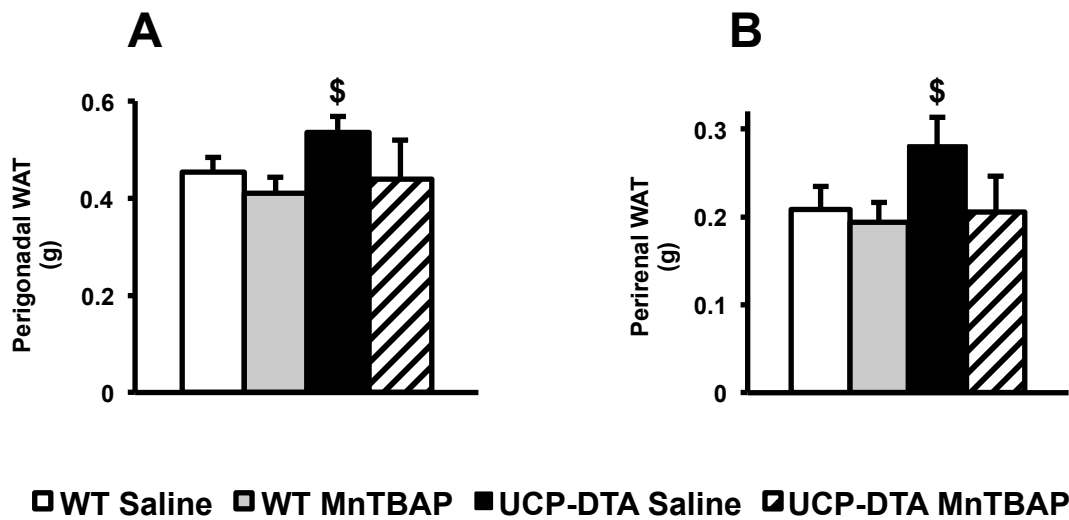 A
$
0.6
0.4
0.2
0
Perigonadal WAT
(g)
B
$
0.3
0.2
0.1
0
Perirenal WAT
(g)
WT Saline WT MnTBAP UCP-DTA Saline UCP-DTA MnTBAP